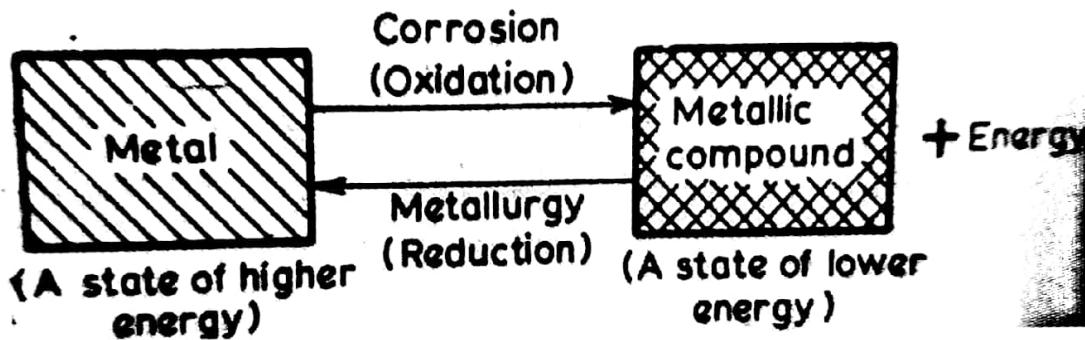 Corrosion
(Oxidation)
Metal
Metallic
compound
+ Energy
Metallurgy
(Reduction)
(A state of higher
energy)
(A state of lower
energy)